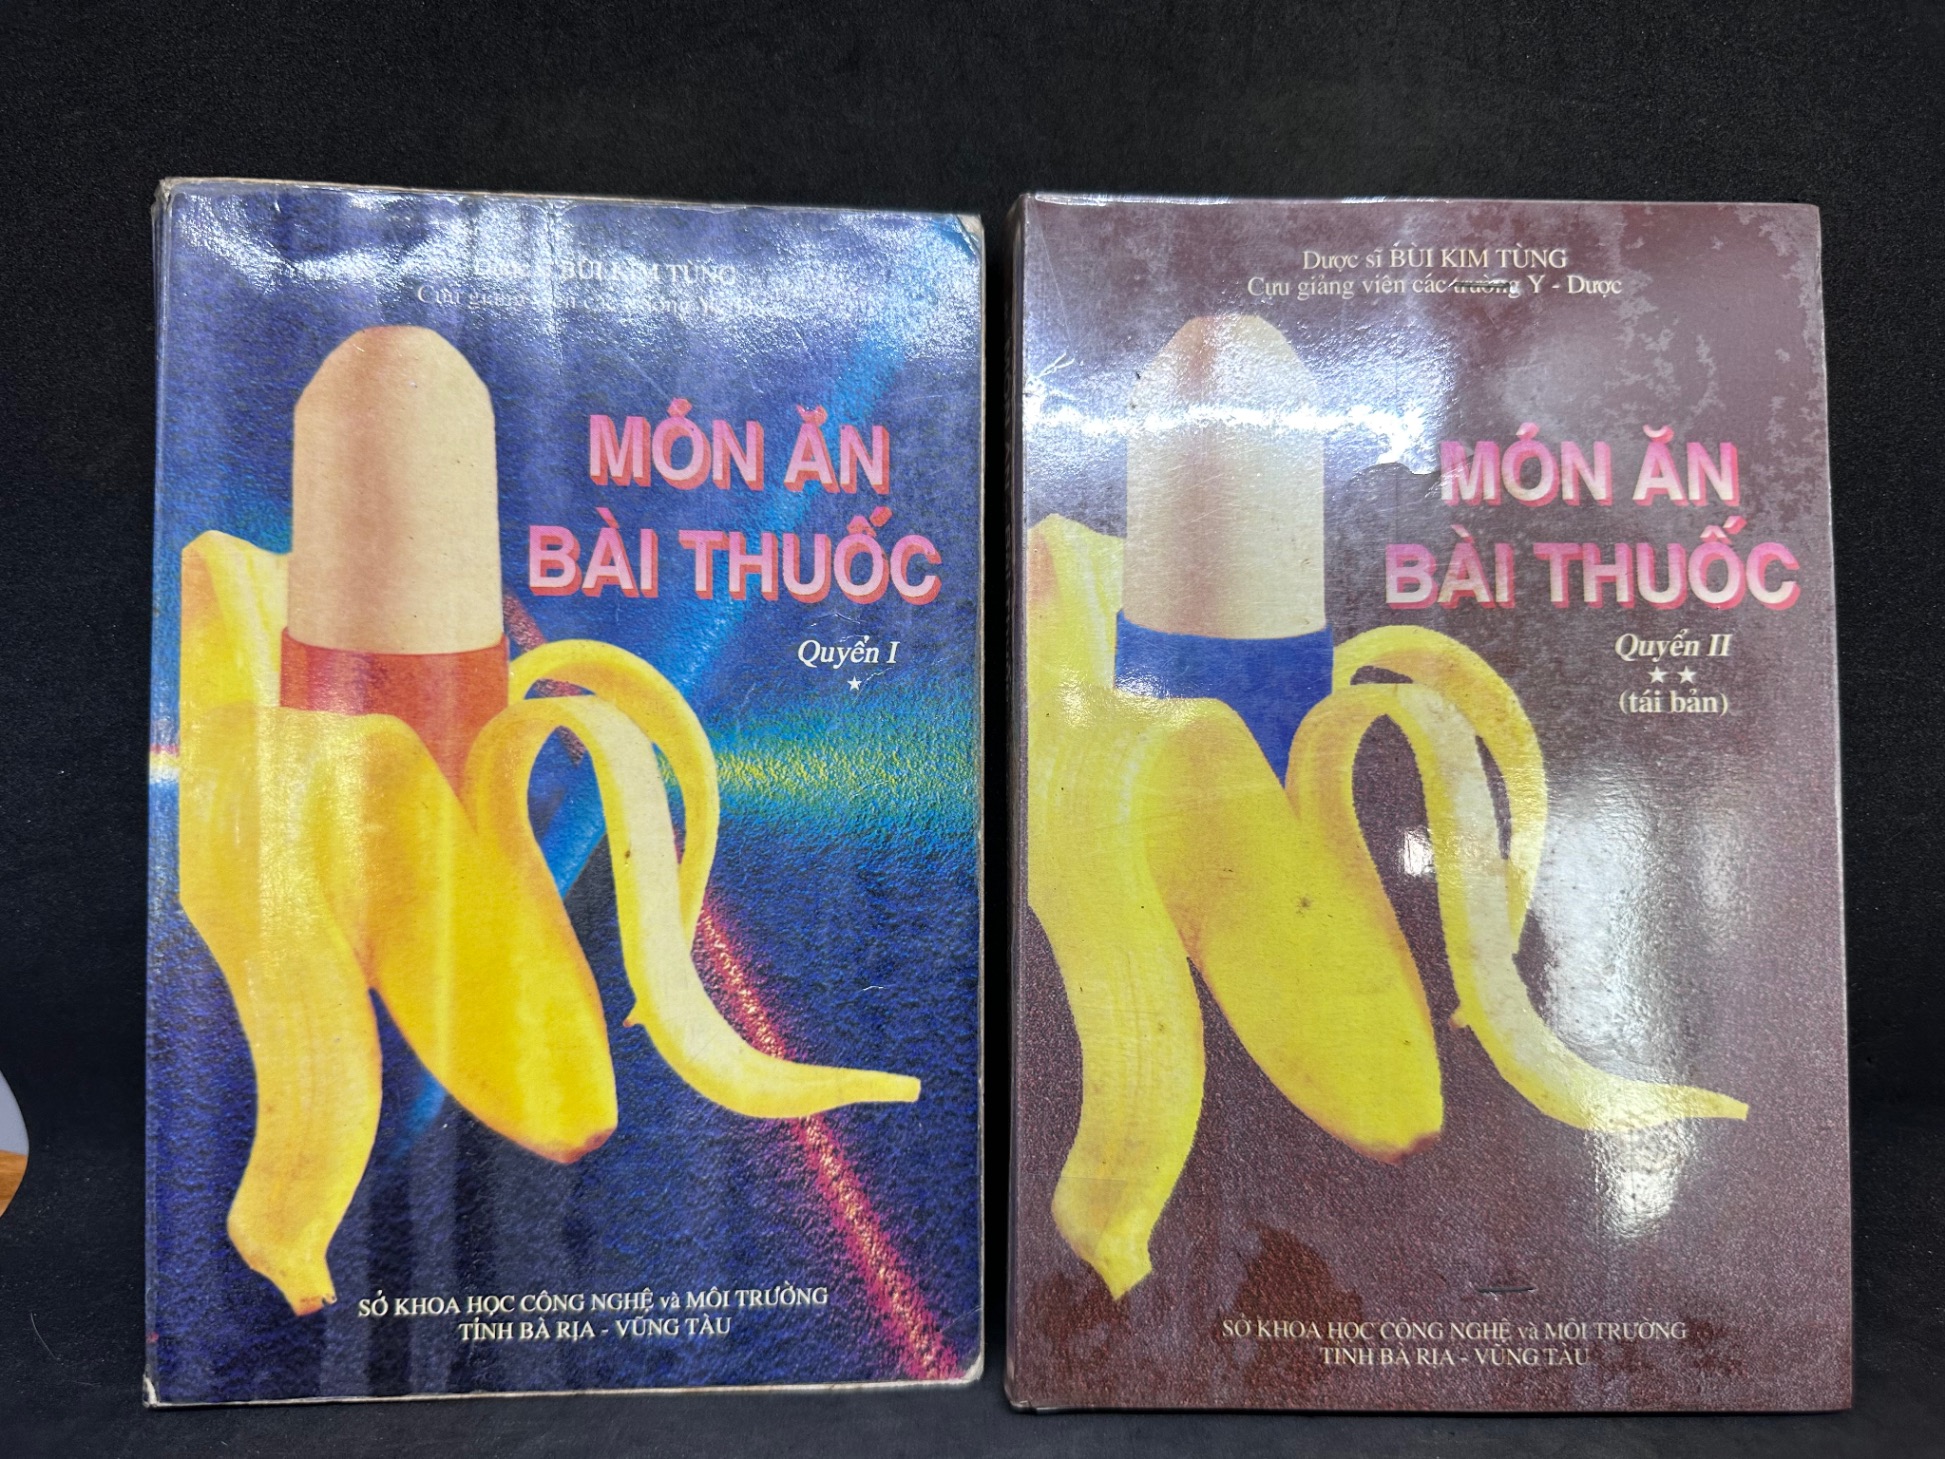 BÙI KIM TÙNG
MÓN ĂN
BÀI THUỐC
Quyển I
SỞ KHOA HỌC CÔNG NGHỆ và MÔI TRƯỜNG
TỈNH BÀ RỊA - VŨNG TÀU
Dược sĩ BÙI KIM TÙNG
Cựu giảng viên các trường Y - Dược
MÓN ĂN
BÀI THUỐC
Quyển II
(tái bản)
SỞ KHOA HỌC CÔNG NGHỆ và MÔI TRƯỜNG
TỈNH BÀ RỊA - VŨNG TÀU